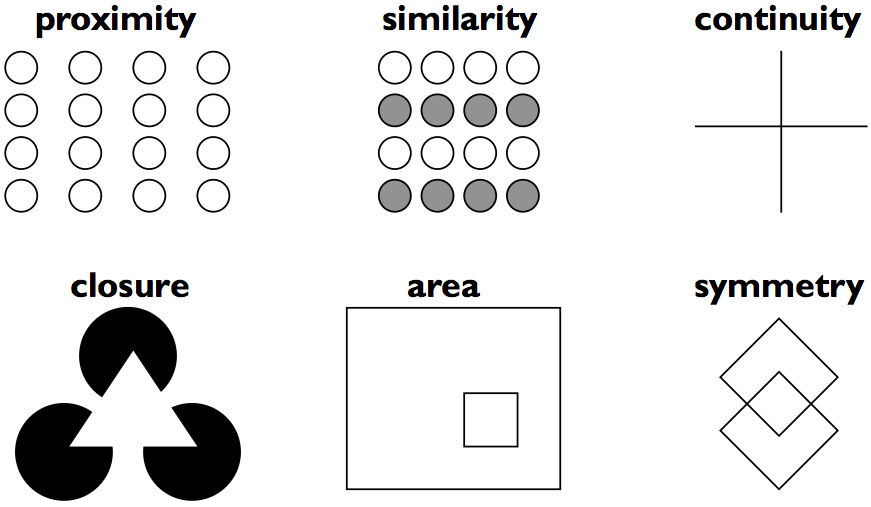 proximity
similarity
continuity
closure
area
symmetry